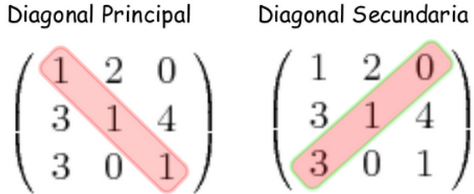 Diagonal Principal
1 2 0
3 1 4
3 0 1
Diagonal Secundaria
1 2 0
3 1 4
3 0 1